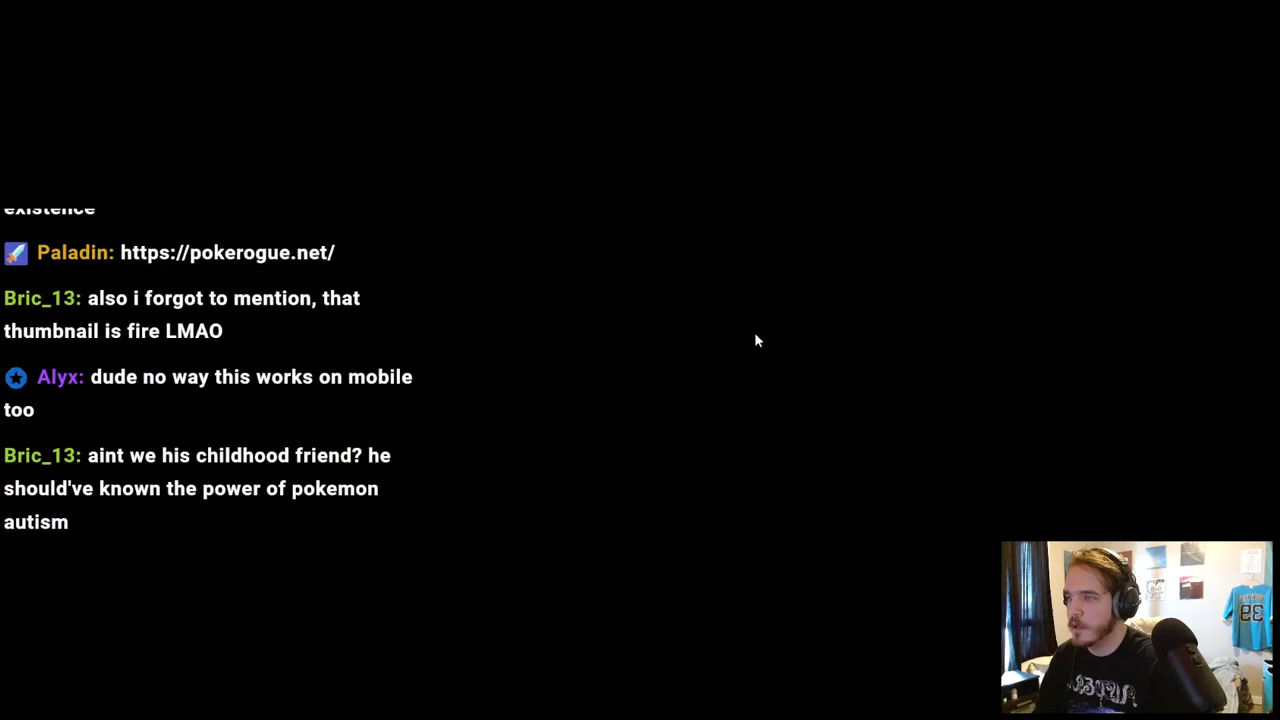 existence
Paladin: https://pokerogue.net/
Bric_13: also i forgot to mention, that
thumbnail is fire LMAO
Alyx: dude no way this works on mobile
too
Bric_13: aint we his childhood friend? he
should've known the power of pokemon
autism